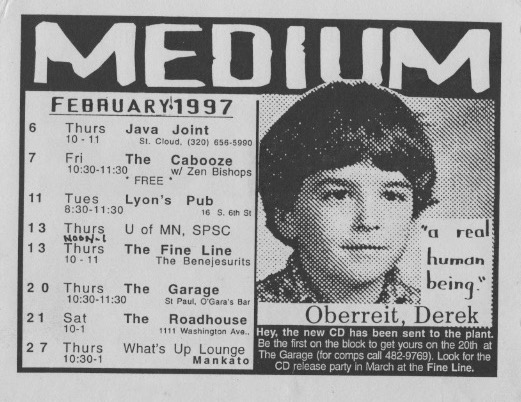 MEDIUM
FEBRUARY 1997
6 Thurs Java Joint
10 - 11 St. Cloud, (320) 656-5990
7 Fri The Cabooze
10:30-11:30 w/ Zen Bishops
* FREE *
11 Tues Lyon's Pub
8:30-11:30 16 S. 6th St
13 Thurs U of MN, SPSC
NOON-1
13 Thurs The Fine Line
10 - 11 The Benejesurits
20 Thurs The Garage
10:30-11:30 St Paul, O'Gara's Bar
21 Sat The Roadhouse
10-1 1111 Washington Ave.,
27 Thurs What's Up Lounge
10:30-1 Mankato
"a real
human
being."
Oberreit, Derek
Hey, the new CD has been sent to the plant.
Be the first on the block to get yours on the 20th at
The Garage (for comps call 482-9769). Look for the
CD release party in March at the Fine Line.